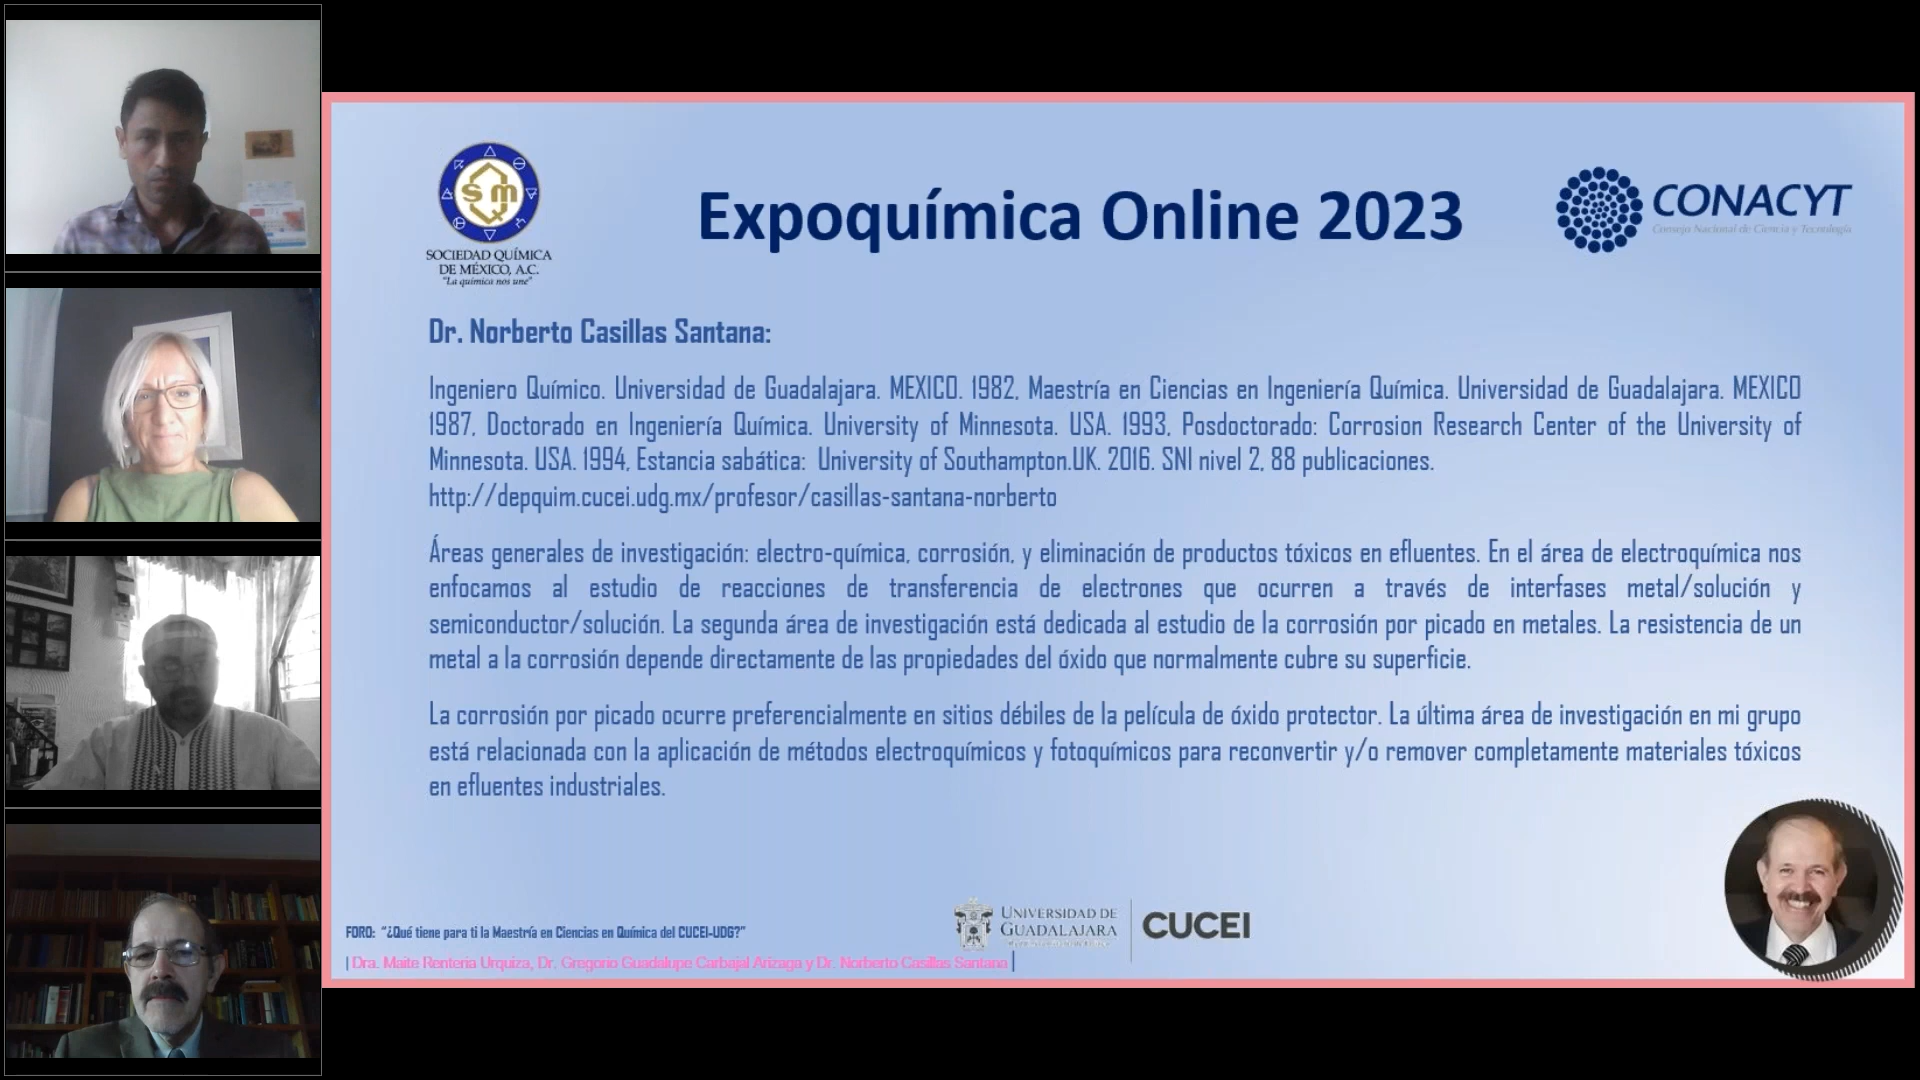 SMQ
SOCIEDAD QUÍMICA
DE MÉXICO, A.C.
"La química nos une"
Expoquímica Online 2023
CONACYT
Consejo Nacional de Ciencia y Tecnología
Dr. Norberto Casillas Santana:
Ingeniero Químico. Universidad de Guadalajara. MEXICO. 1982, Maestría en Ciencias en Ingeniería Química. Universidad de Guadalajara. MEXICO
1987, Doctorado en Ingeniería Química. University of Minnesota. USA. 1993, Posdoctorado: Corrosion Research Center of the University of
Minnesota. USA. 1994, Estancia sabática: University of Southampton.UK. 2016. SNI nivel 2, 88 publicaciones.
http://depquim.cucei.udg.mx/profesor/casillas-santana-norberto
Áreas generales de investigación: electro-química, corrosión, y eliminación de productos tóxicos en efluentes. En el área de electroquímica nos
enfocamos al estudio de reacciones de transferencia de electrones que ocurren a través de interfases metal/solución y
semiconductor/solución. La segunda área de investigación está dedicada al estudio de la corrosión por picado en metales. La resistencia de un
metal a la corrosión depende directamente de las propiedades del óxido que normalmente cubre su superficie.
La corrosión por picado ocurre preferencialmente en sitios débiles de la película de óxido protector. La última área de investigación en mi grupo
está relacionada con la aplicación de métodos electroquímicos y fotoquímicos para reconvertir y/o remover completamente materiales tóxicos
en efluentes industriales.
FORO: "¿Qué tiene para ti la Maestría en Ciencias en Química del CUCEI-UDG?"
| Dra. Maite Renteria Urquiza, Dr. Gregorio Guadalupe Carbajal Arizaga y Dr. Norberto Casillas Santana |
UNIVERSIDAD DE
GUADALAJARA
CUCEI